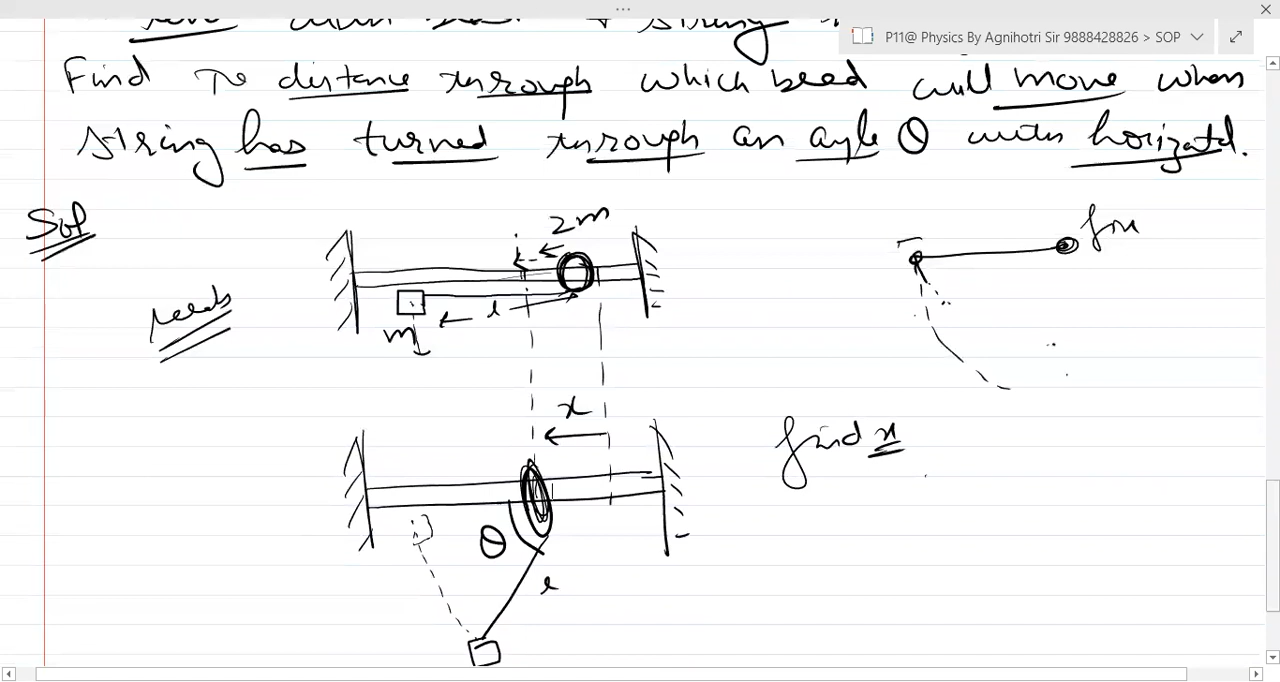 P11@ Physics By Agnihotri Sir 9888428826 > SOP
string
Find The distance through which bead will move when
string has turned through an angle θ with horizontal.
Sol
2m
l
m
x
find x
θ
l